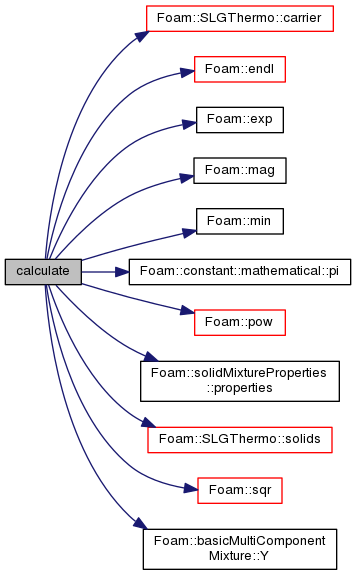 Foam::SLGThermo::carrier
Foam::endl
Foam::exp
Foam::mag
Foam::min
calculate
Foam::constant::mathematical::pi
Foam::pow
Foam::solidMixtureProperties
::properties
Foam::SLGThermo::solids
Foam::sqr
Foam::basicMultiComponent
Mixture::Y